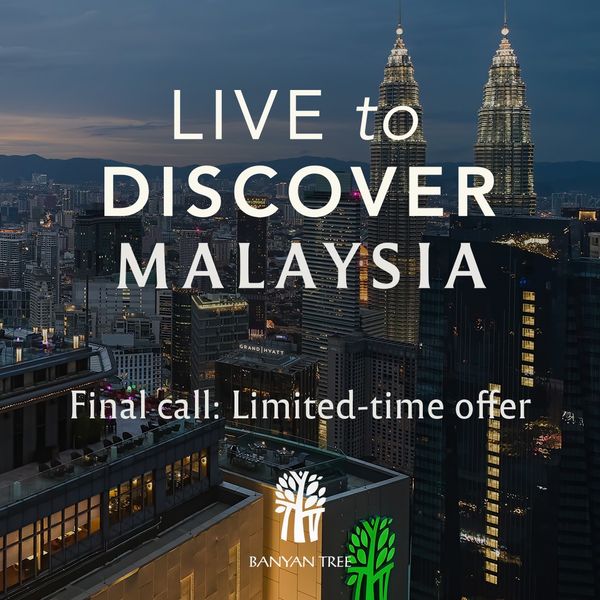 LIVE to
DISCOVER
MALAYSIA
GRAND HYATT
Final call: Limited-time offer
BANYAN TREE